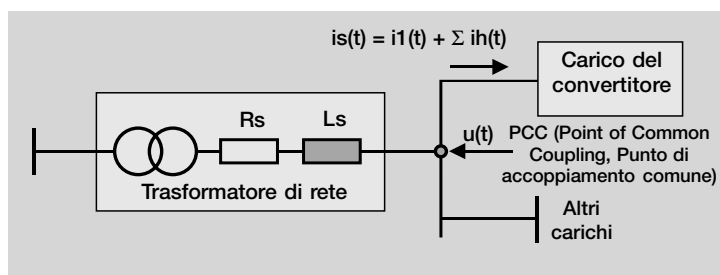 is(t) = i1(t) + Σ ih(t)
Carico del
convertitore
Rs
Ls
u(t)
PCC (Point of Common
Coupling, Punto di
accoppiamento comune)
Trasformatore di rete
Altri
carichi